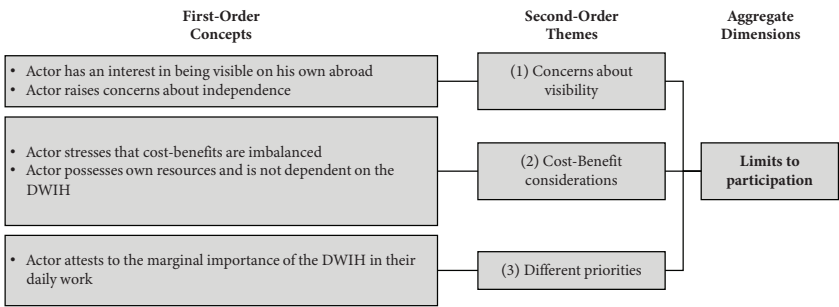 First-Order
Concepts
Second-Order
Themes
Aggregate
Dimensions
• Actor has an interest in being visible on his own abroad
• Actor raises concerns about independence
(1) Concerns about
visibility
• Actor stresses that cost-benefits are imbalanced
• Actor possesses own resources and is not dependent on the
DWIH
(2) Cost-Benefit
considerations
Limits to
participation
• Actor attests to the marginal importance of the DWIH in their
daily work
(3) Different priorities